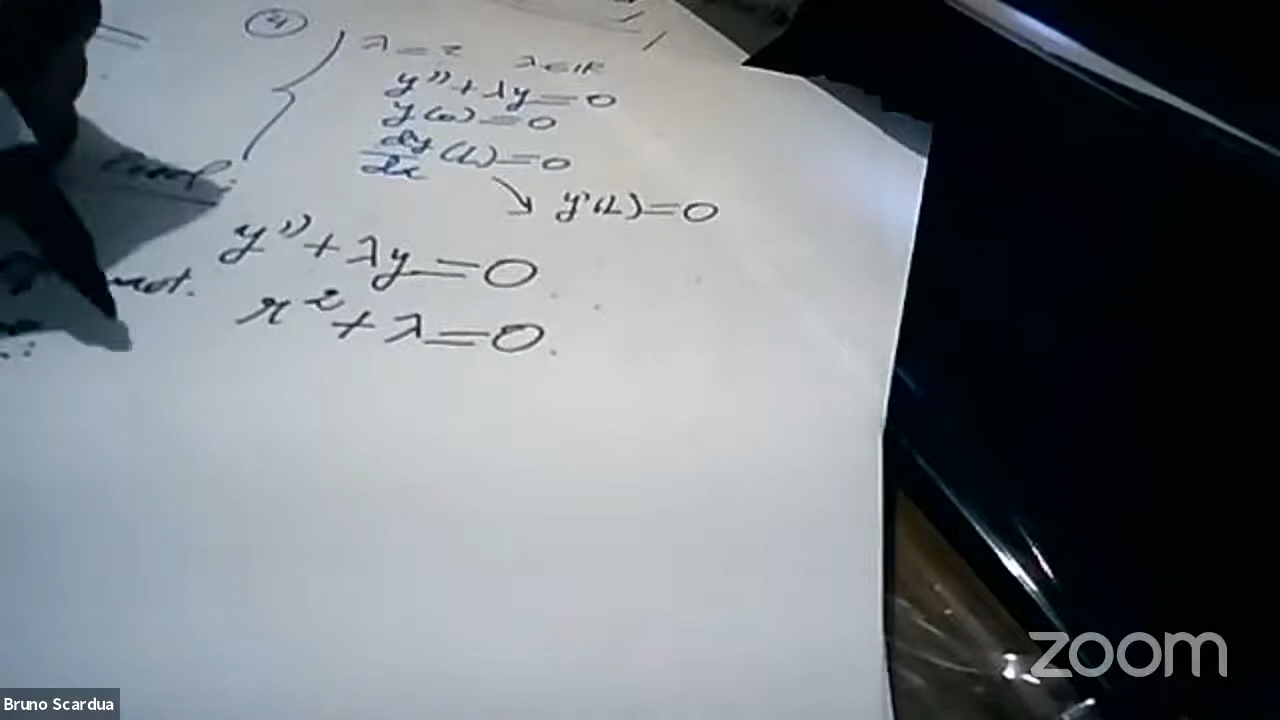 ④ λ = ? λ ∈ ℝ
y'' + λy = 0
y(0) = 0
dy/dx (L) = 0
↘ y'(L) = 0
y'' + λy = 0
r² + λ = 0.
zoom
Bruno Scardua